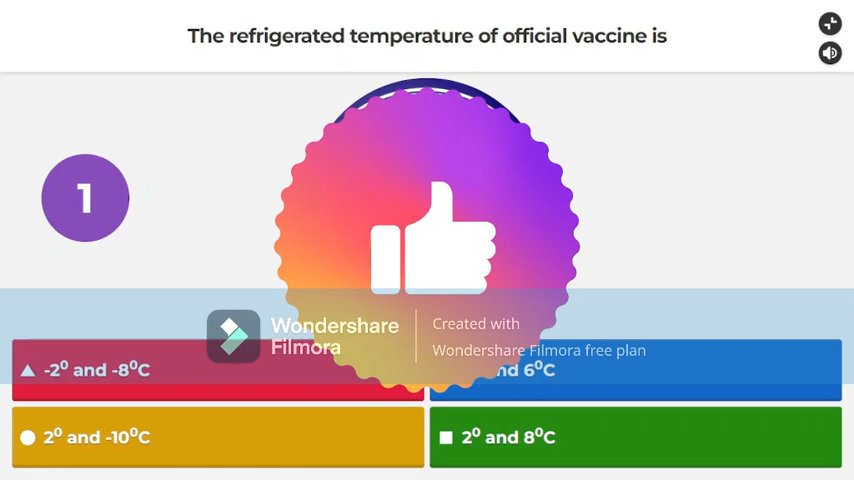 The refrigerated temperature of official vaccine is
1
Wondershare
Filmora
Created with
Wondershare Filmora free plan
-2⁰ and -8⁰C
nd 6⁰C
2⁰ and -10⁰C
2⁰ and 8⁰C